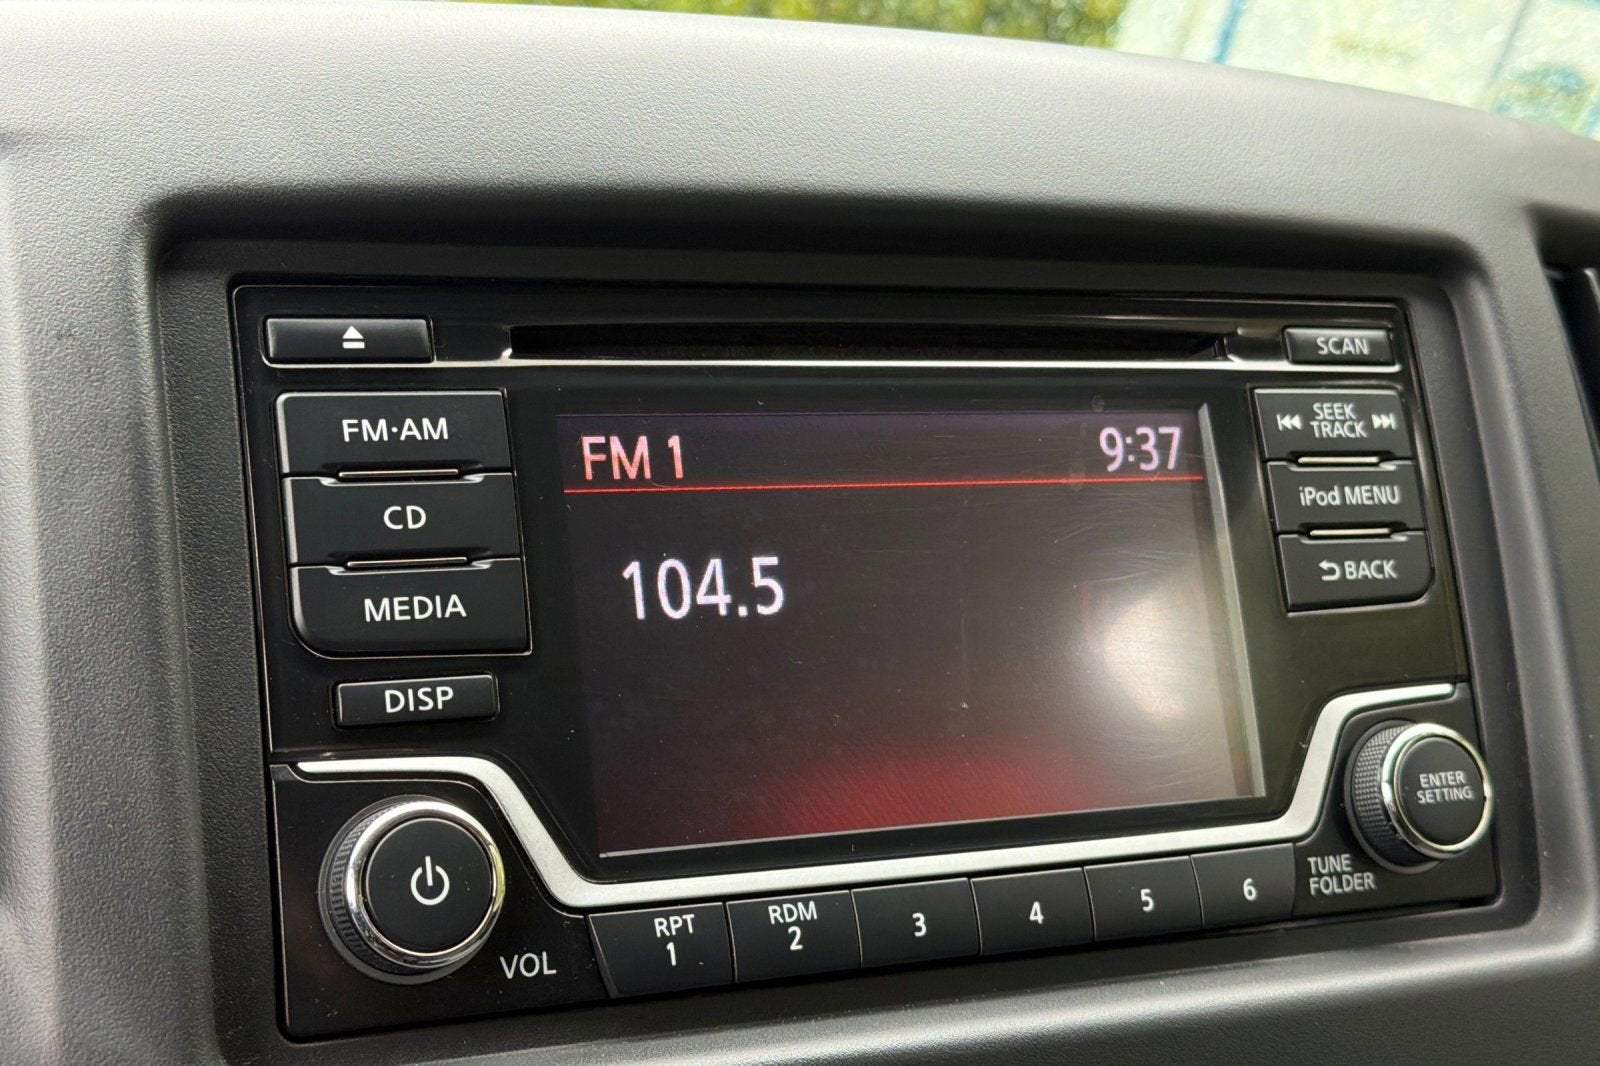 SCAN
FM·AM
SEEK
TRACK
FM 1
9:37
iPod MENU
CD
BACK
104.5
MEDIA
DISP
ENTER
SETTING
TUNE
FOLDER
VOL
RPT
1
RDM
2
3
4
5
6